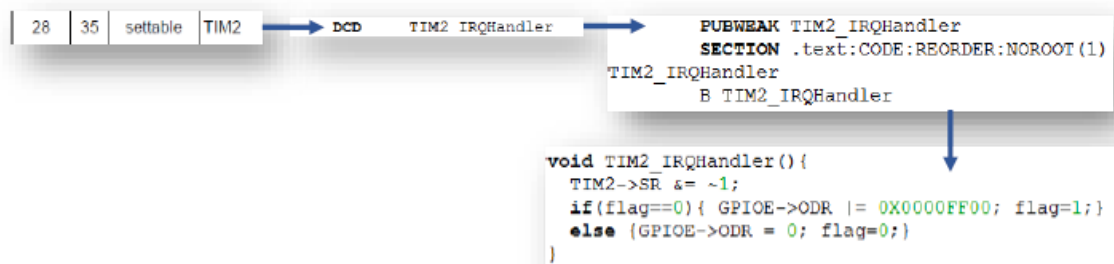 28 35 settable TIM2
DCD TIM2_IRQHandler
PUBWEAK TIM2_IRQHandler
SECTION .text:CODE:REORDER:NOROOT(1)
TIM2_IRQHandler
B TIM2_IRQHandler
void TIM2_IRQHandler(){
TIM2->SR &= ~1;
if(flag==0){ GPIOE->ODR |= 0X0000FF00; flag=1;}
else {GPIOE->ODR = 0; flag=0;}
}